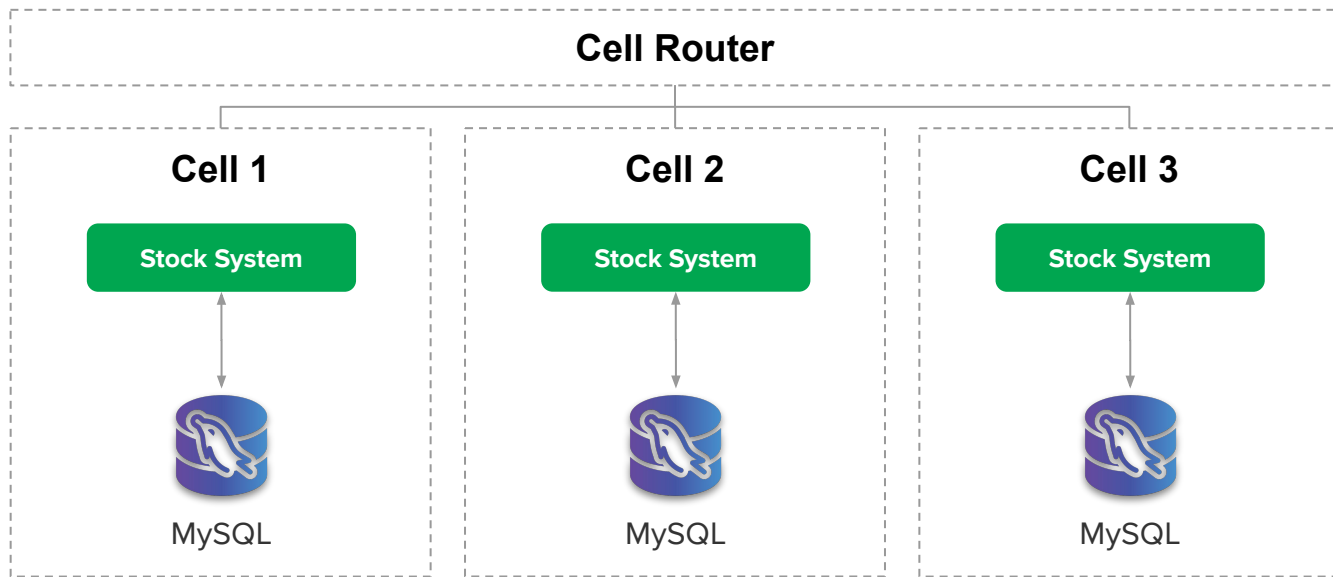 Cell Router
Cell 1
Cell 2
Cell 3
Stock System
Stock System
Stock System
MySQL
MySQL
MySQL